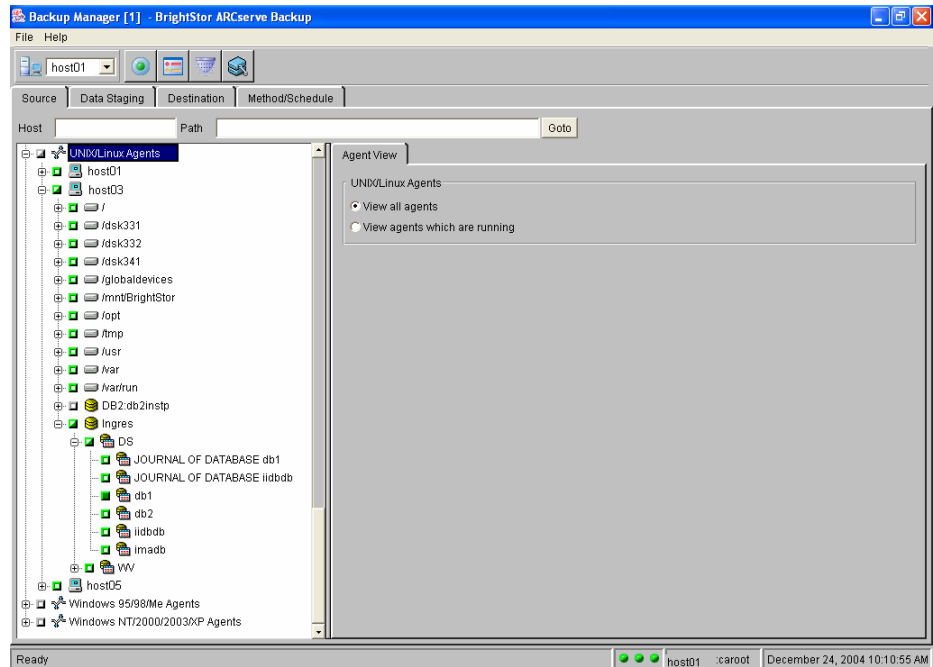 Backup Manager [1] - BrightStor ARCserve Backup
File Help
host01
Source Data Staging Destination Method/Schedule
Host Path Goto
UNIX/Linux Agents
host01
host03
/
/dsk331
/dsk332
/dsk341
/globaldevices
/mnt/BrightStor
/opt
/tmp
/usr
/var
/var/run
DB2:db2instp
Ingres
DS
JOURNAL OF DATABASE db1
JOURNAL OF DATABASE iidbdb
db1
db2
iidbdb
imadb
WV
host05
Windows 95/98/Me Agents
Windows NT/2000/2003/XP Agents
Agent View
UNIX/Linux Agents
View all agents
View agents which are running
Ready host01 :caroot December 24, 2004 10:10:55 AM